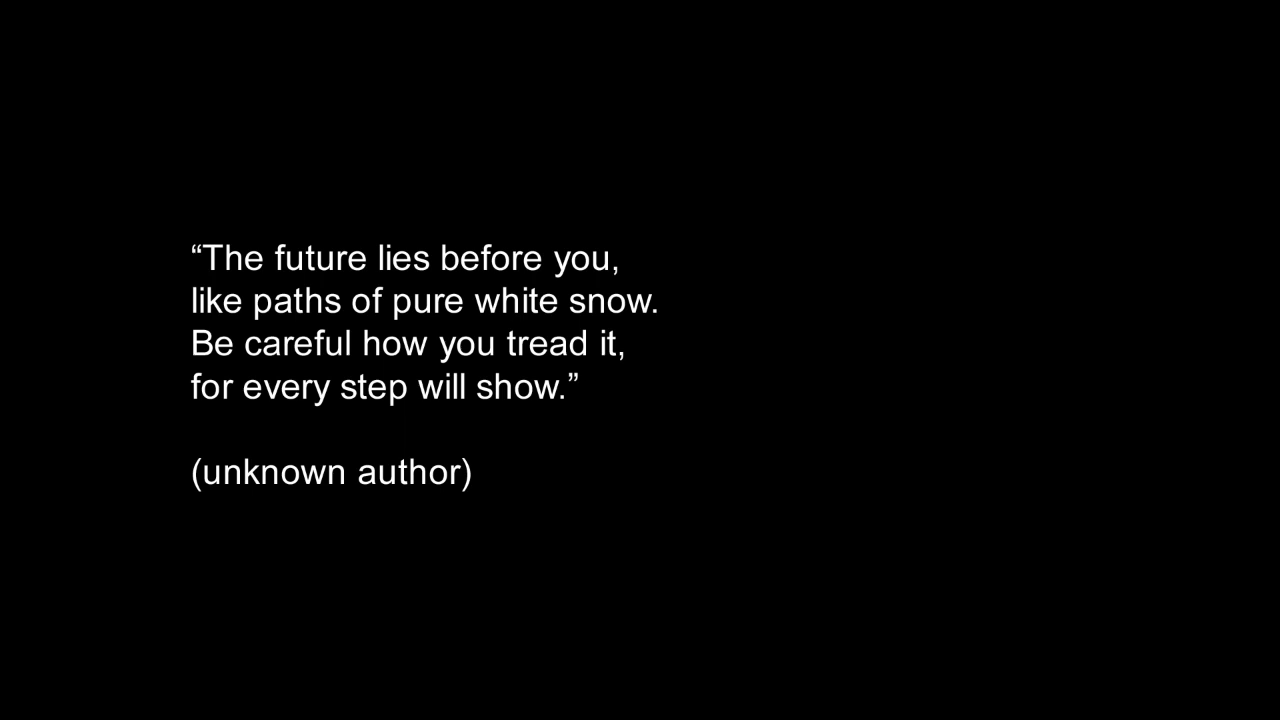 “The future lies before you,
like paths of pure white snow.
Be careful how you tread it,
for every step will show.”
(unknown author)